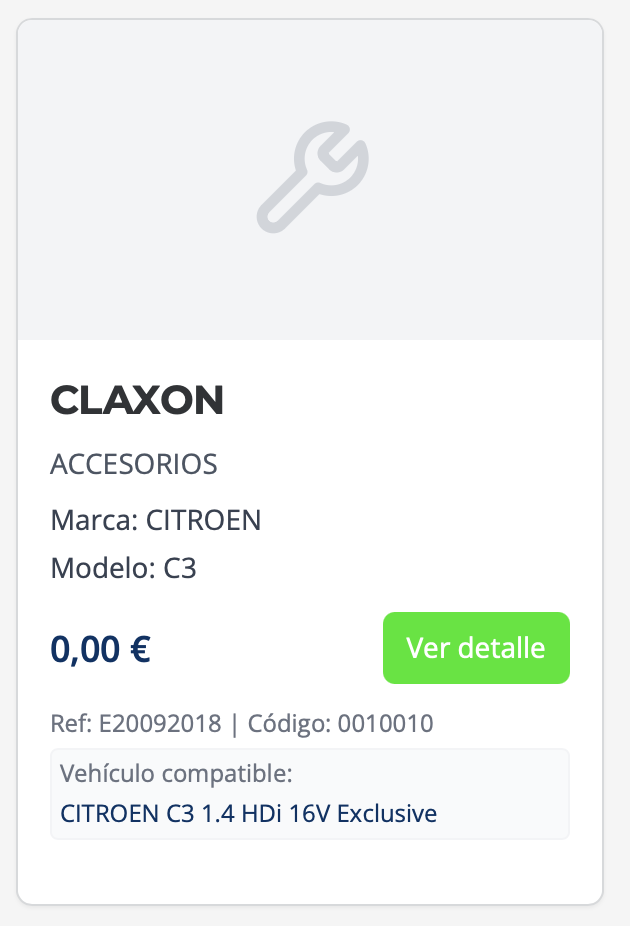 CLAXON
ACCESORIOS
Marca: CITROEN
Modelo: C3
0,00 €
Ver detalle
Ref: E20092018 | Código: 0010010
Vehículo compatible:
CITROEN C3 1.4 HDi 16V Exclusive